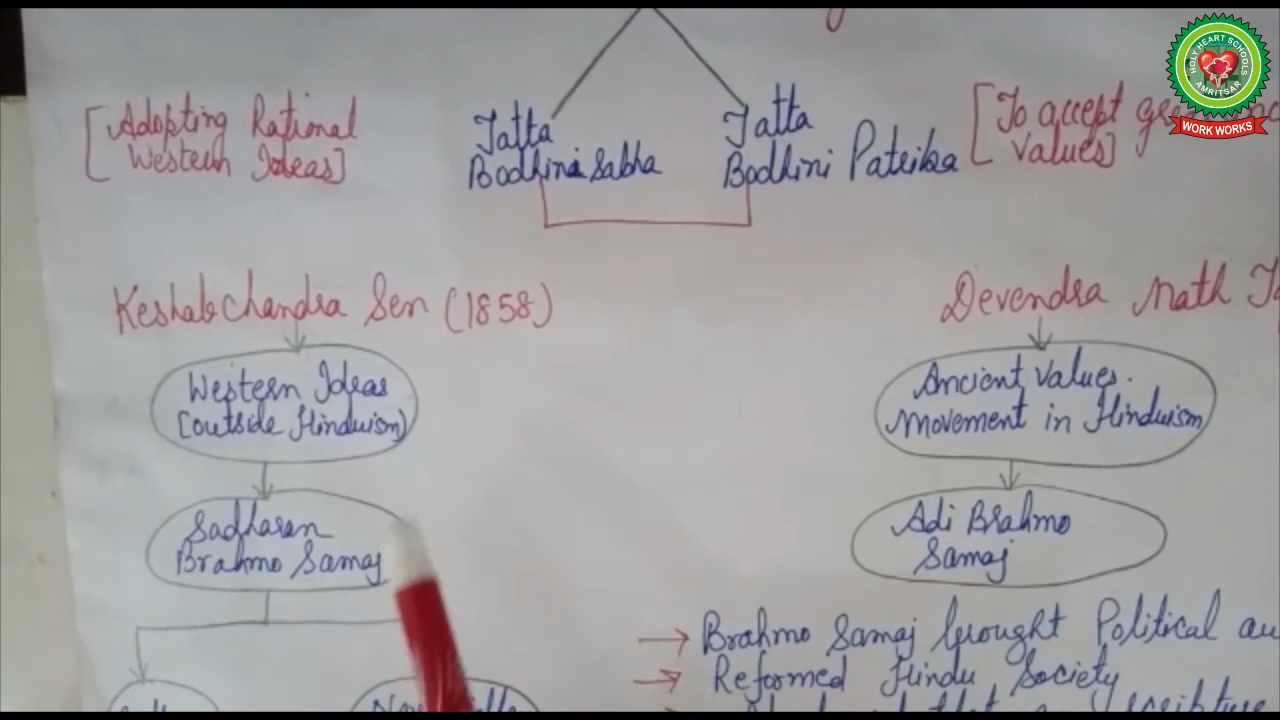 HOLY HEART SCHOOLS
AMRITSAR
WORK WORKS
[Adopting Rational
Western Ideas]
Tatta
Bodhini Sabha
Tatta
Bodhini Patrika
[To accept
Values]
Keshab Chandra Sen (1858)
Devendra Nath
Western Ideas
[outside Hinduism)
Ancient Values.
Movement in Hinduism
Sadharan
Brahmo Samaj
Adi Brahmo
Samaj
→ Brahmo Samaj brought Political
→ Reformed Hindu Society